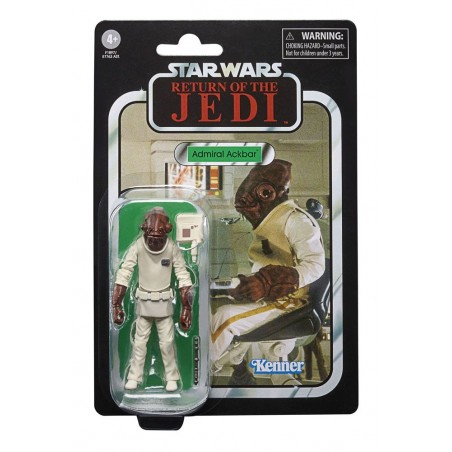 4+
WARNING:
CHOKING HAZARD–Small parts.
Not for children under 3 years.
STAR WARS
RETURN OF THE
JEDI
Admiral Ackbar
Kenner